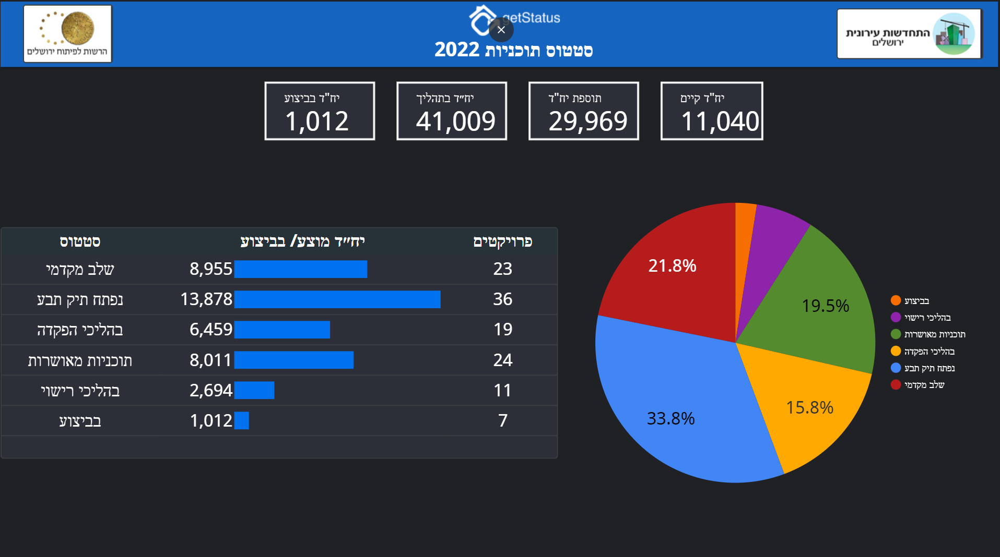 התחדשות עירונית
ירושלים
getStatus
סטטוס תוכניות 2022
הרשות לפיתוח ירושלים
יח"ד קיים
11,040
תוספת יח"ד
29,969
יח״ד בתהליך
41,009
יח"ד בביצוע
1,012
סטטוס יח״ד מוצע/ בביצוע פרויקטים
שלב מקדמי 8,955 23
נפתח תיק תבע 13,878 36
בהליכי הפקדה 6,459 19
תוכניות מאושרות 8,011 24
בהליכי רישוי 2,694 11
בביצוע 1,012 7
21.8%
19.5%
15.8%
33.8%
בביצוע
בהליכי רישוי
תוכניות מאושרות
בהליכי הפקדה
נפתח תיק תבע
שלב מקדמי